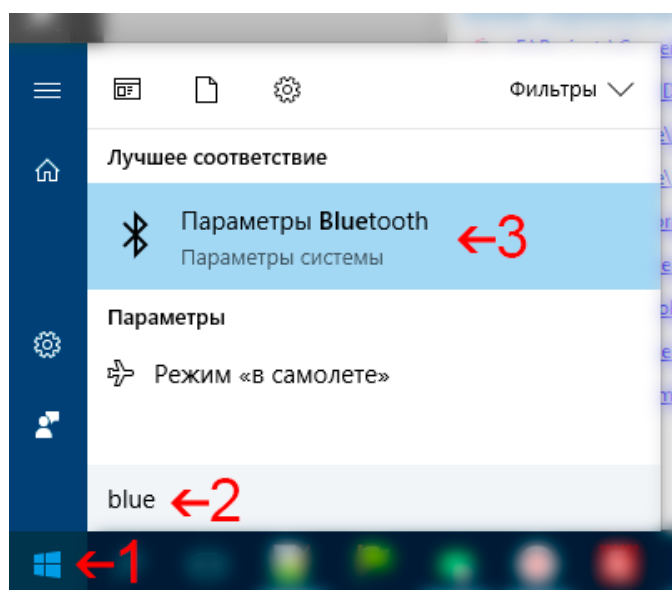 Фильтры
Лучшее соответствие
Параметры Bluetooth
Параметры системы
←3
Параметры
Режим «в самолете»
blue ←2
←1